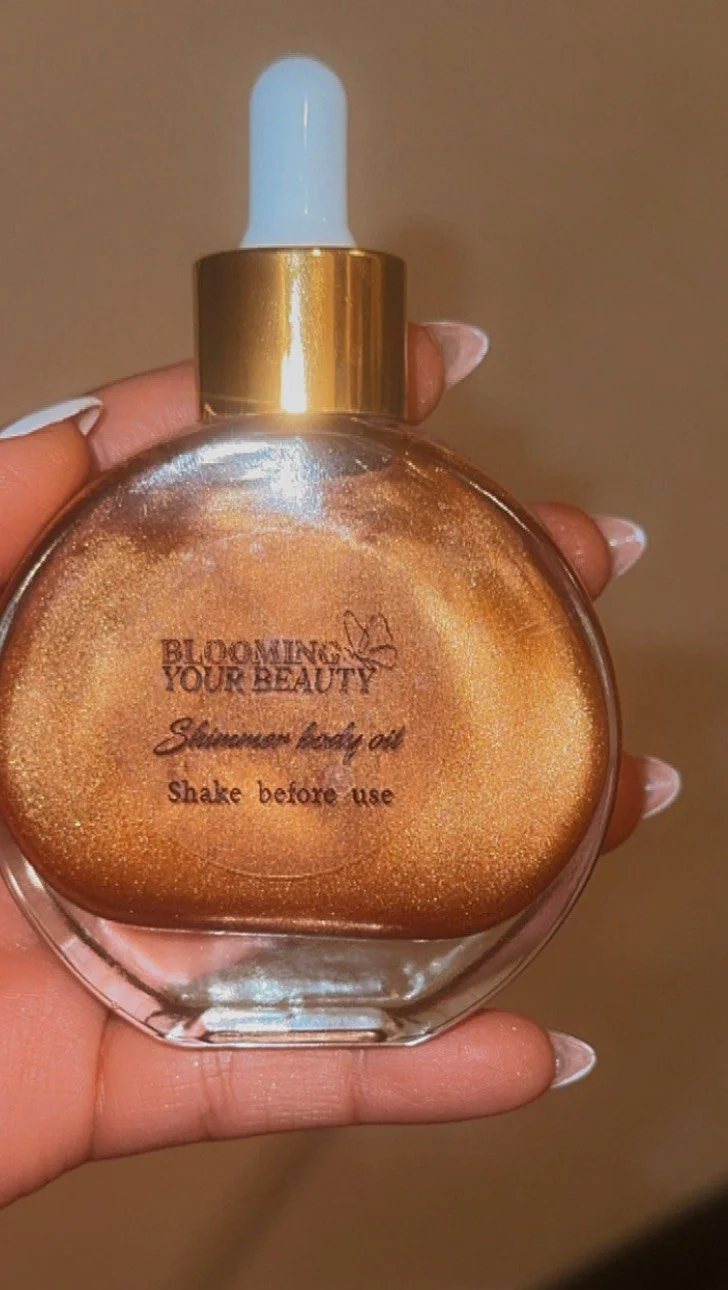 BLOOMING
YOUR BEAUTY
Shimmer body oil
Shake before use